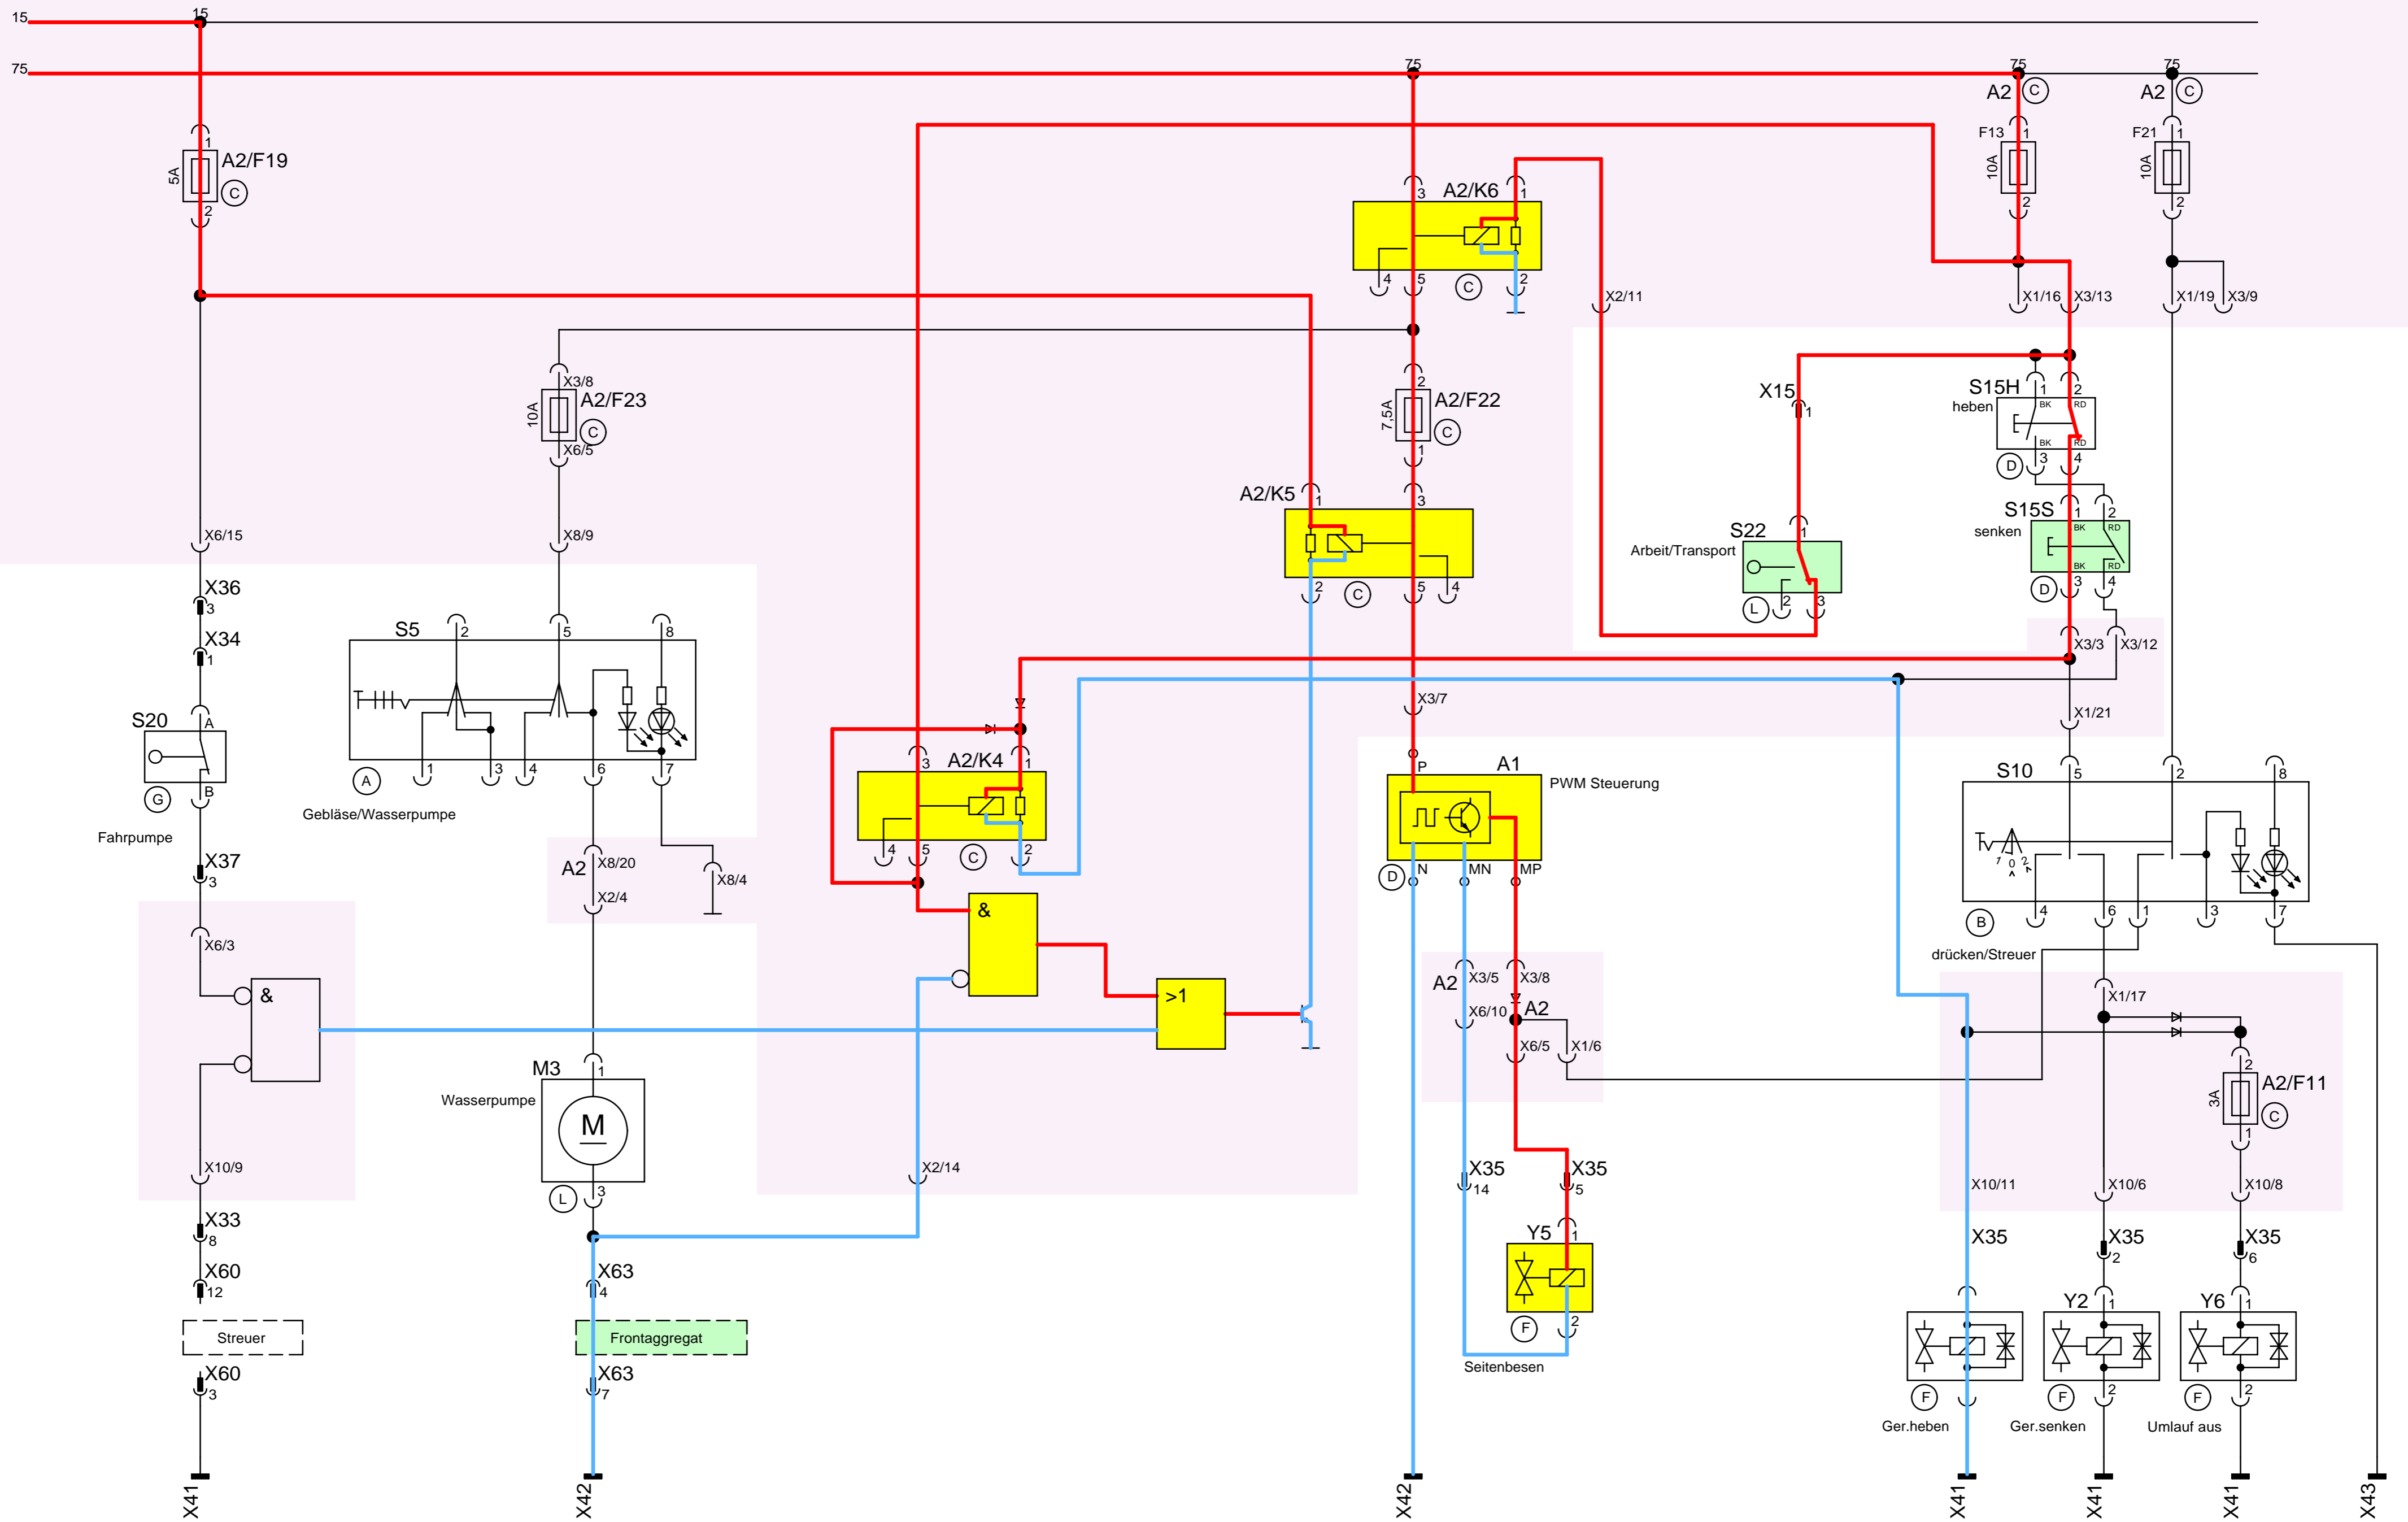 15
15
75
75
75
75
A2
C
A2
C
F13
1
10A
2
F21
1
10A
2
1
A2/F19
5A
C
2
A2/K6
3
1
4
5
C
2
X2/11
X1/16
X3/13
X1/19
X3/9
X3/8
10A
A2/F23
C
X6/5
2
7,5A
A2/F22
C
1
X15
1
S15H
heben
1
2
BK
RD
BK
RD
D
3
4
A2/K5
1
3
2
C
5
4
X6/15
X8/9
S22
Arbeit/Transport
1
L
2
3
S15S
senken
1
2
BK
RD
BK
RD
D
3
4
X36
3
X34
1
S5
2
5
8
X3/3
X3/12
X3/7
X1/21
S20
A
G
B
Fahrpumpe
A
1
3
4
6
7
Gebläse/Wasserpumpe
A2/K4
3
1
4
5
C
2
A1
PWM Steuerung
P
D
N
MN
MP
S10
5
2
8
1
0
2
B
4
6
1
3
7
drücken/Streuer
X37
3
A2
X8/20
X2/4
X8/4
X6/3
&
&
>1
A2
X3/5
X3/8
X6/10
A2
X6/5
X1/6
X1/17
2
3A
A2/F11
C
1
M3
Wasserpumpe
1
M
L
3
X10/9
X2/14
X35
14
X35
5
X10/11
X10/6
X10/8
X33
8
X60
12
Streuer
X60
3
X63
4
Frontaggregat
X63
7
Y5
1
F
2
Seitenbesen
X35
X35
2
X35
6
F
Ger.heben
Y2
1
F
2
Ger.senken
Y6
1
F
2
Umlauf aus
X41
X42
X42
X41
X41
X41
X43